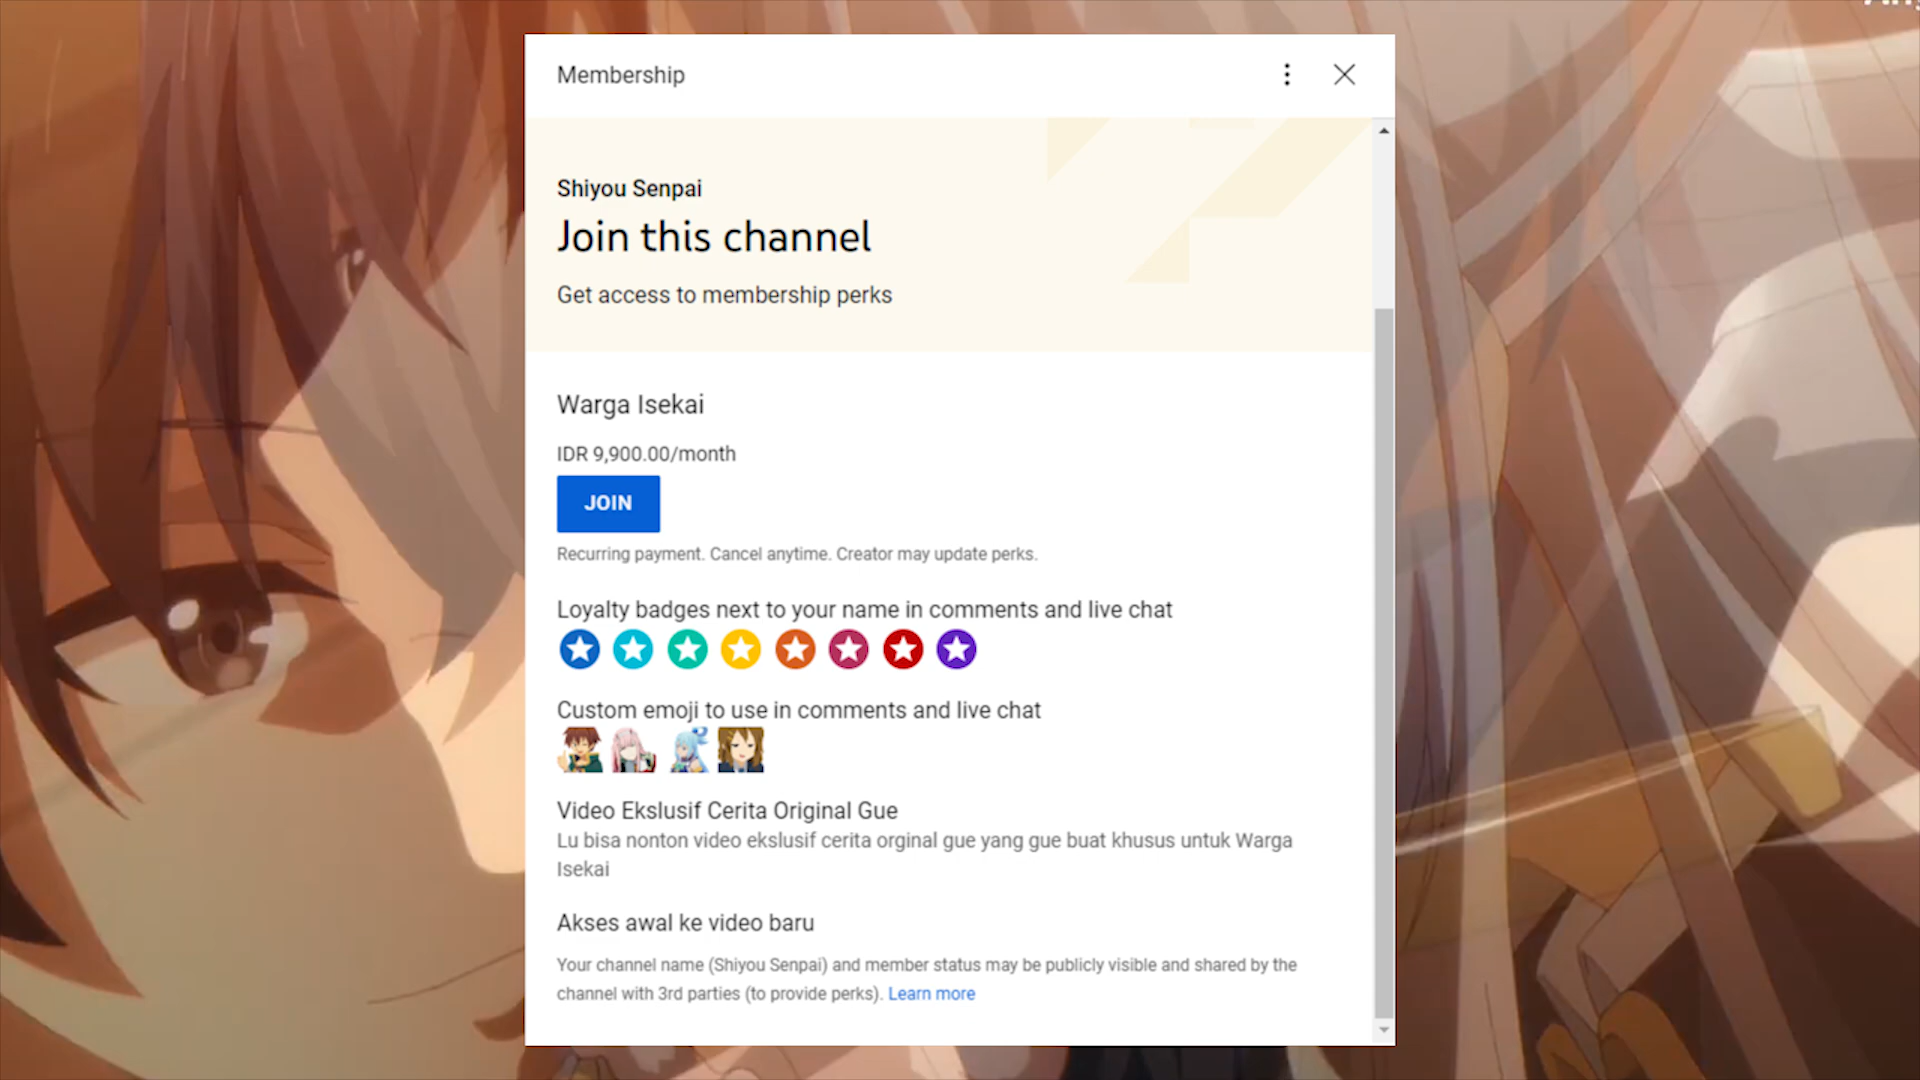 Membership
Shiyou Senpai
Join this channel
Get access to membership perks
Warga Isekai
IDR 9,900.00/month
JOIN
Recurring payment. Cancel anytime. Creator may update perks.
Loyalty badges next to your name in comments and live chat
Custom emoji to use in comments and live chat
Video Ekslusif Cerita Original Gue
Lu bisa nonton video ekslusif cerita orginal gue yang gue buat khusus untuk Warga
Isekai
Akses awal ke video baru
Your channel name (Shiyou Senpai) and member status may be publicly visible and shared by the
channel with 3rd parties (to provide perks). Learn more